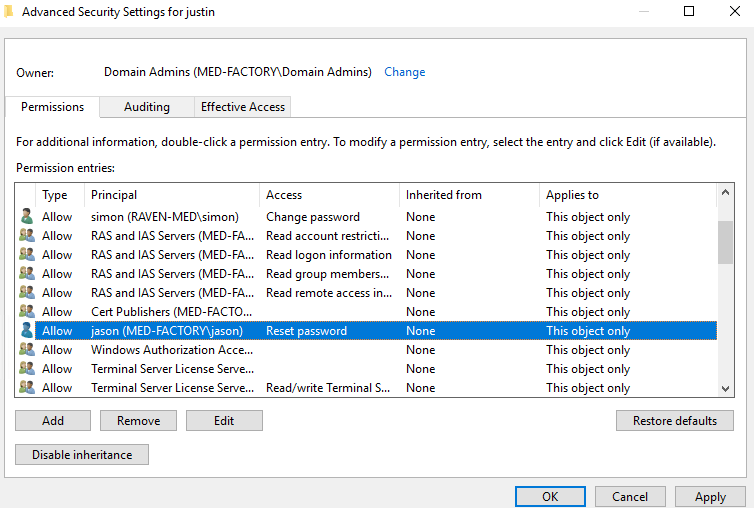 Advanced Security Settings for justin
Owner: Domain Admins (MED-FACTORY\Domain Admins) Change
Permissions Auditing Effective Access
For additional information, double-click a permission entry. To modify a permission entry, select the entry and click Edit (if available).
Permission entries:
Type Principal Access Inherited from Applies to
Allow simon (RAVEN-MED\simon) Change password None This object only
Allow RAS and IAS Servers (MED-FA... Read account restricti... None This object only
Allow RAS and IAS Servers (MED-FA... Read logon information None This object only
Allow RAS and IAS Servers (MED-FA... Read group members... None This object only
Allow RAS and IAS Servers (MED-FA... Read remote access in... None This object only
Allow Cert Publishers (MED-FACTO... None This object only
Allow jason (MED-FACTORY\jason) Reset password None This object only
Allow Windows Authorization Acce... None This object only
Allow Terminal Server License Serve... None This object only
Allow Terminal Server License Serve... Read/write Terminal S... None This object only
Add Remove Edit Restore defaults
Disable inheritance
OK Cancel Apply